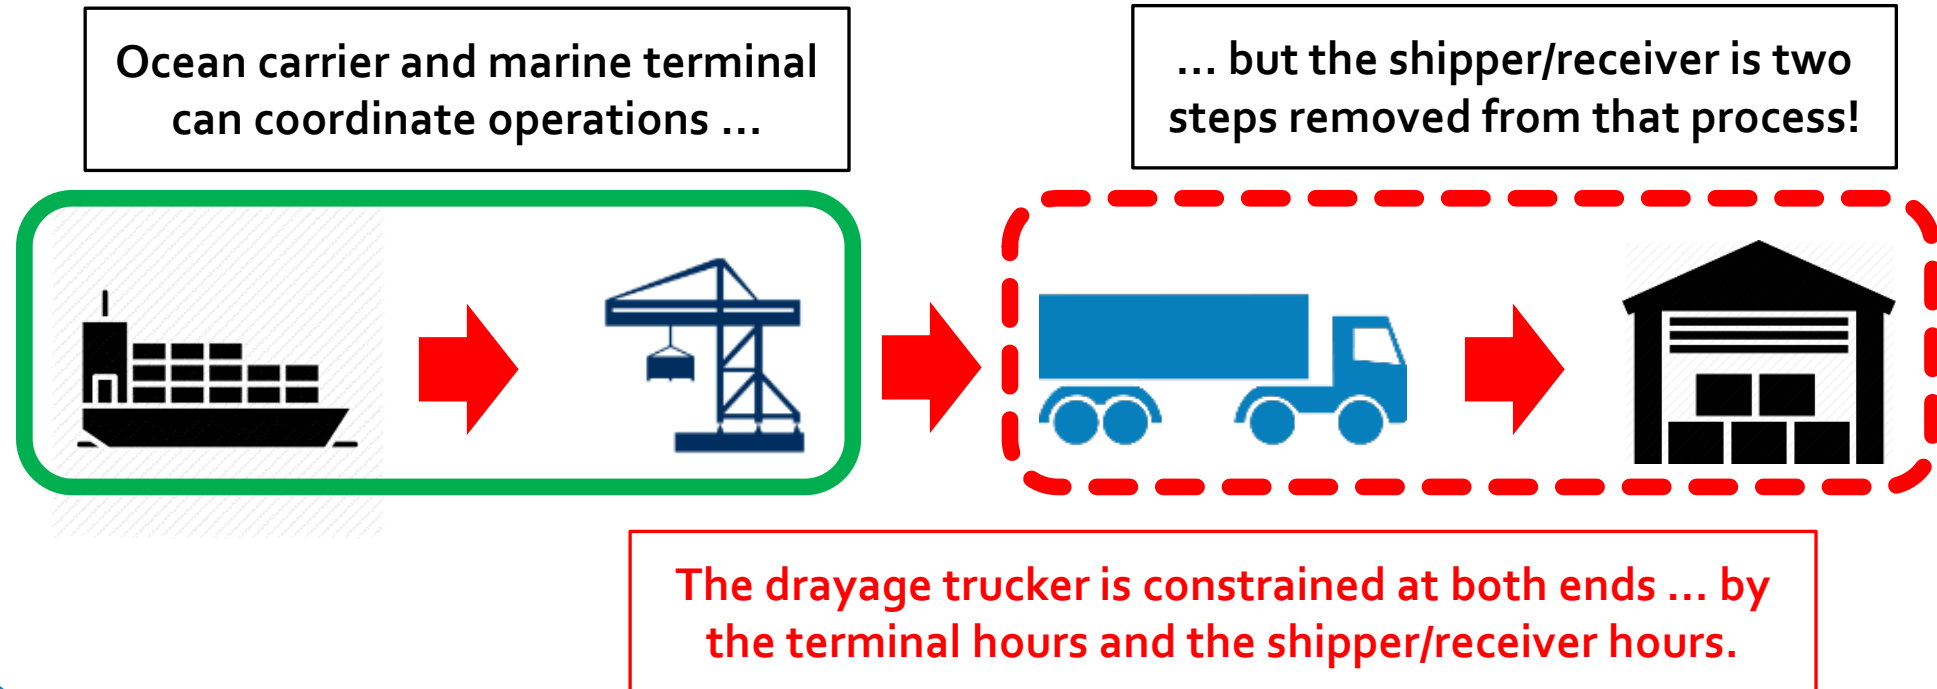 Ocean carrier and marine terminal
can coordinate operations ...
... but the shipper/receiver is two
steps removed from that process!
The drayage trucker is constrained at both ends ... by
the terminal hours and the shipper/receiver hours.